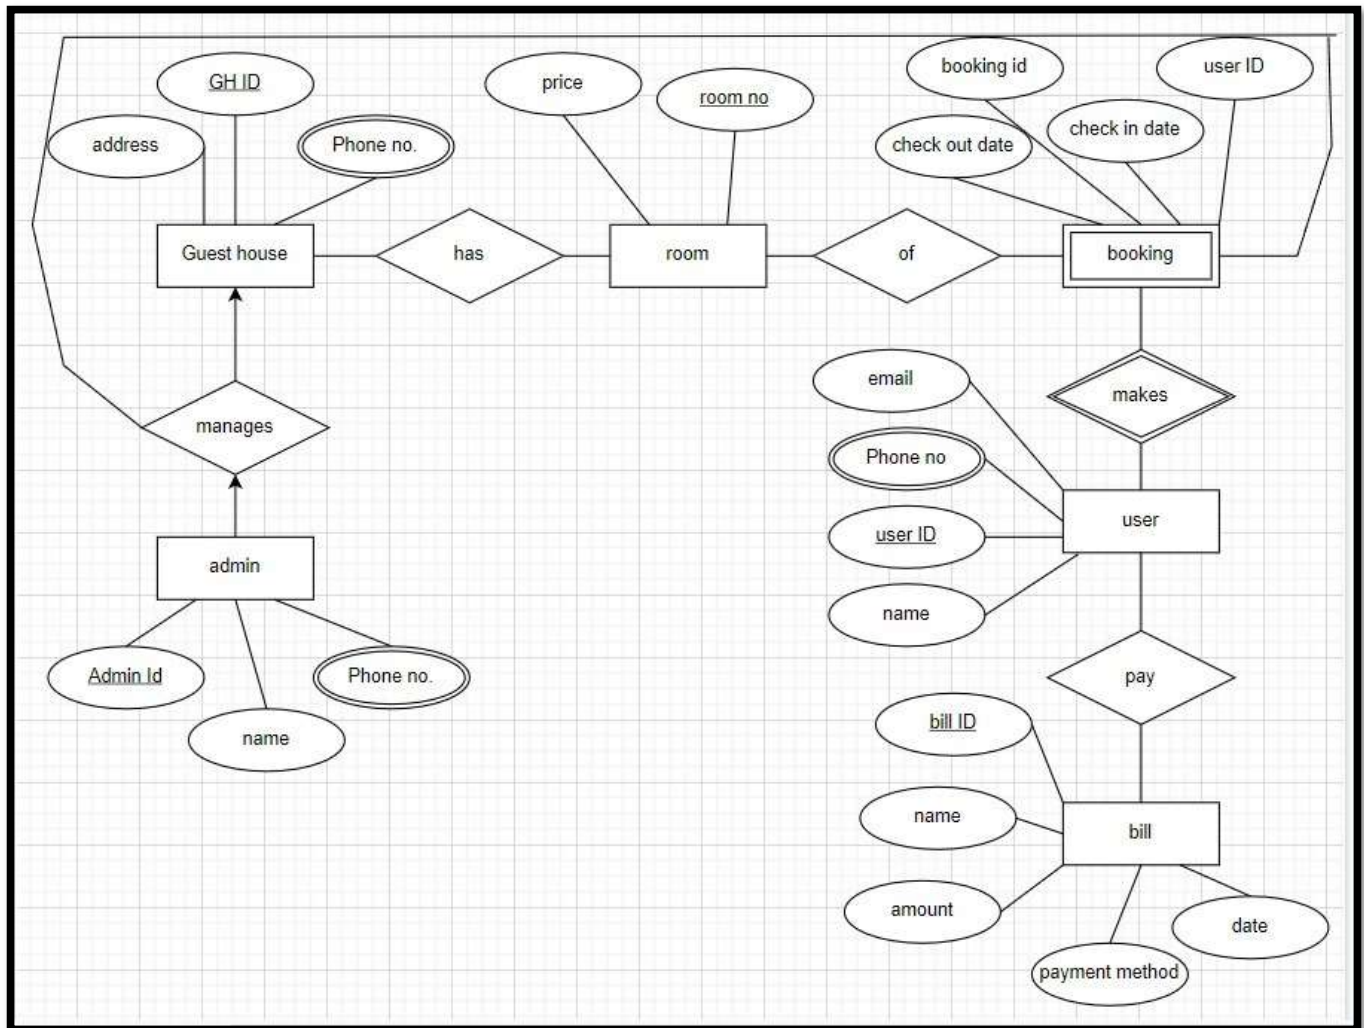 GH ID
price
booking id
user ID
room no
address
Phone no.
check out date
check in date
Guest house
has
room
of
booking
email
makes
manages
Phone no
user ID
user
admin
name
Admin Id
Phone no.
pay
bill ID
name
name
bill
amount
date
payment method